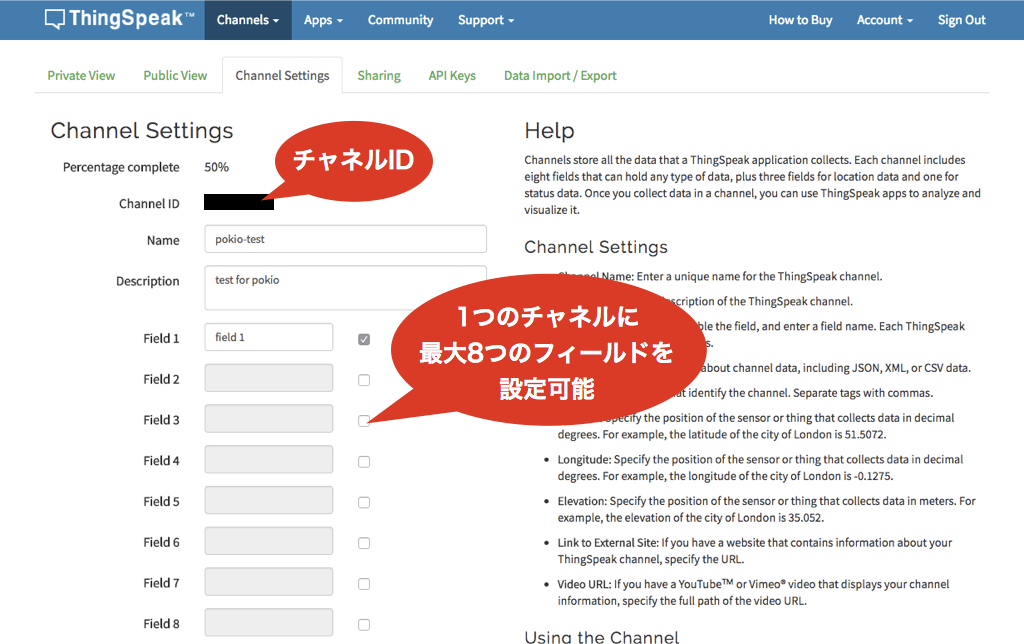 ThingSpeak™
Channels
Apps
Community
Support
How to Buy
Account
Sign Out
Private View
Public View
Channel Settings
Sharing
API Keys
Data Import / Export
Channel Settings
Percentage complete 50%
Channel ID
Name pokio-test
Description test for pokio
Field 1 field 1
Field 2
Field 3
Field 4
Field 5
Field 6
Field 7
Field 8
チャネルID
1つのチャネルに
最大8つのフィールドを
設定可能
Help
Channels store all the data that a ThingSpeak application collects. Each channel includes
eight fields that can hold any type of data, plus three fields for location data and one for
status data. Once you collect data in a channel, you can use ThingSpeak apps to analyze and
visualize it.
Channel Settings
Channel Name: Enter a unique name for the ThingSpeak channel.
description of the ThingSpeak channel.
the field, and enter a field name. Each ThingSpeak
about channel data, including JSON, XML, or CSV data.
identify the channel. Separate tags with commas.
Specify the position of the sensor or thing that collects data in decimal
degrees. For example, the latitude of the city of London is 51.5072.
• Longitude: Specify the position of the sensor or thing that collects data in decimal
degrees. For example, the longitude of the city of London is -0.1275.
• Elevation: Specify the position of the sensor or thing that collects data in meters. For
example, the elevation of the city of London is 35.052.
• Link to External Site: If you have a website that contains information about your
ThingSpeak channel, specify the URL.
• Video URL: If you have a YouTube™ or Vimeo® video that displays your channel
information, specify the full path of the video URL.
Using the Channel